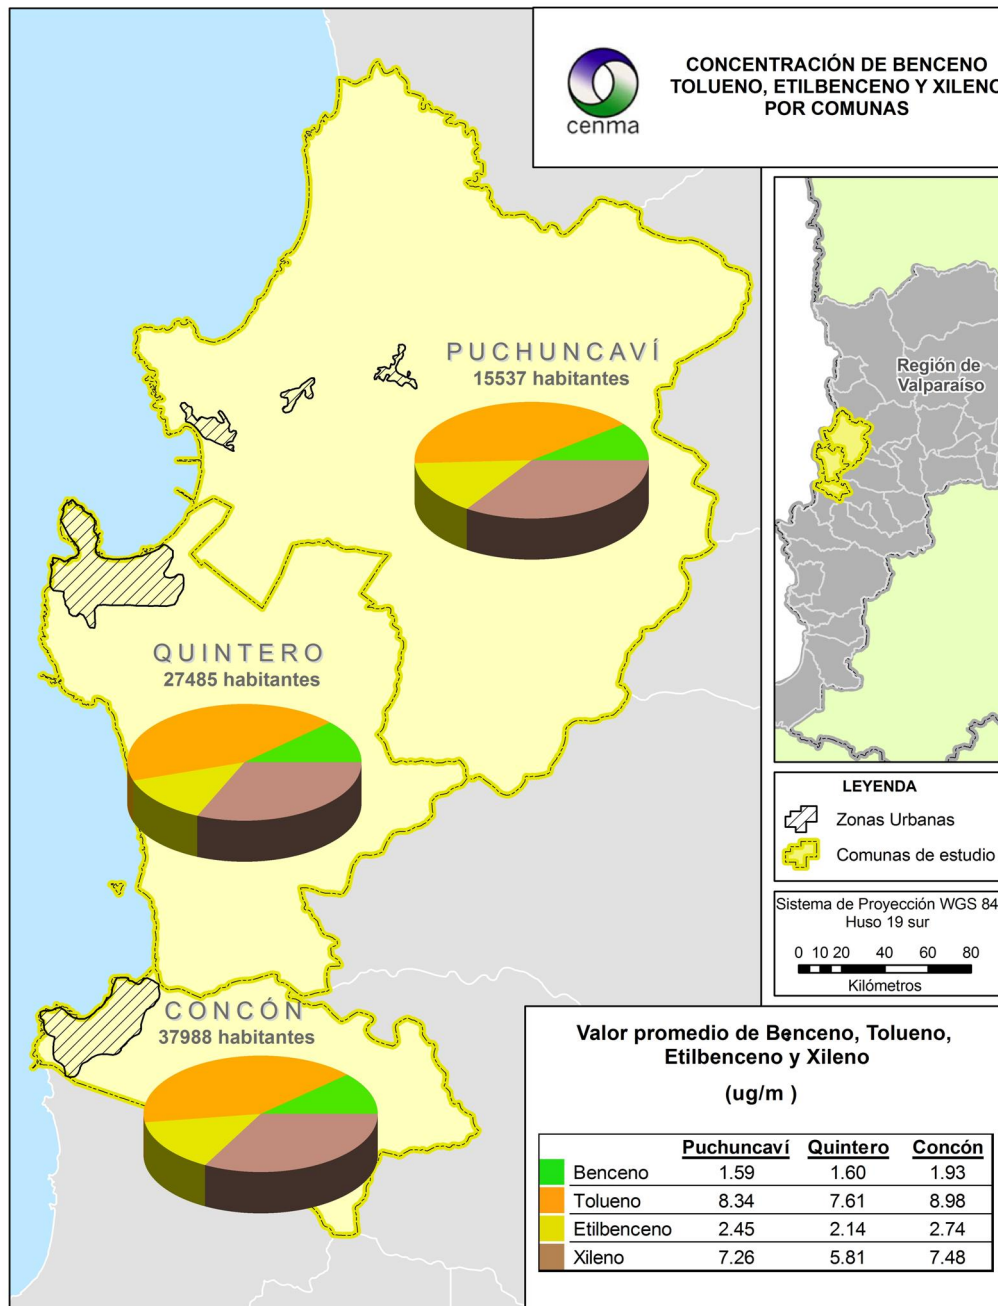 cenma
CONCENTRACIÓN DE BENCENO
TOLUENO, ETILBENCENO Y XILENO
POR COMUNAS
PUCHUNCAVÍ
15537 habitantes
Región de
Valparaíso
QUINTERO
27485 habitantes
CONCÓN
37988 habitantes
LEYENDA
Zonas Urbanas
Comunas de estudio
Sistema de Proyección WGS 84
Huso 19 sur
0 10 20 40 60 80
Kilómetros
Valor promedio de Benceno, Tolueno,
Etilbenceno y Xileno
(ug/m )
Puchuncaví Quintero Concón
Benceno 1.59 1.60 1.93
Tolueno 8.34 7.61 8.98
Etilbenceno 2.45 2.14 2.74
Xileno 7.26 5.81 7.48